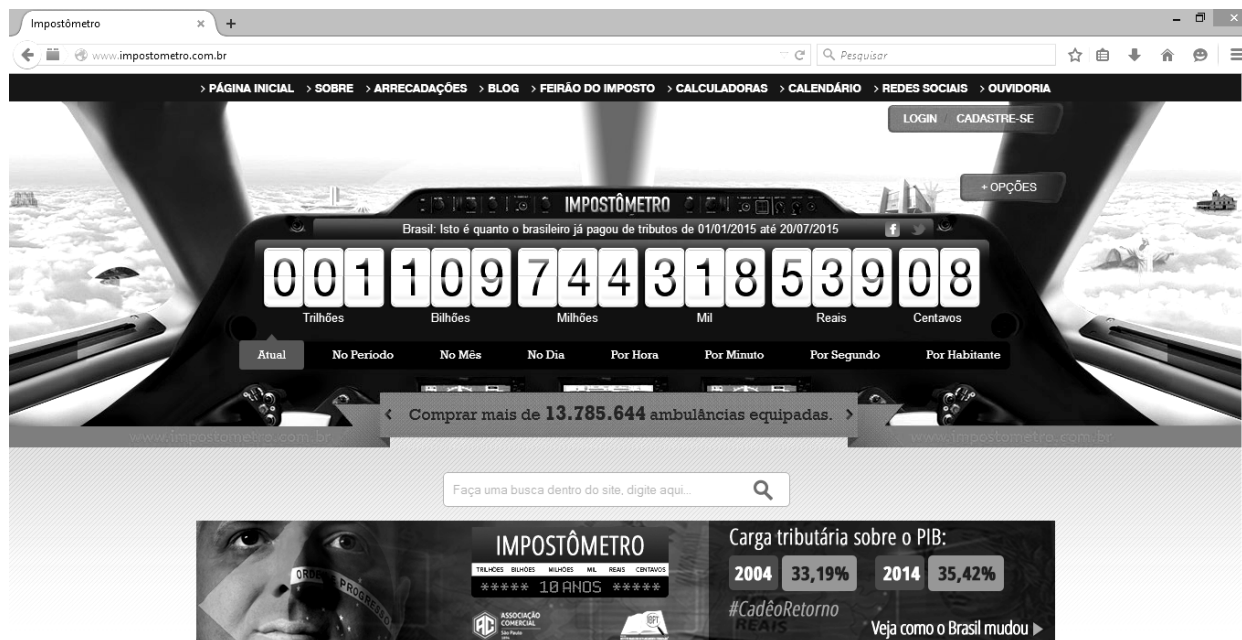 Impostômetro × +
www.impostometro.com.br Pesquisar
> PÁGINA INICIAL > SOBRE > ARRECADAÇÕES > BLOG > FEIRÃO DO IMPOSTO > CALCULADORAS > CALENDÁRIO > REDES SOCIAIS > OUVIDORIA
LOGIN / CADASTRE-SE
+ OPÇÕES
IMPOSTÔMETRO
Brasil: Isto é quanto o brasileiro já pagou de tributos de 01/01/2015 até 20/07/2015
001 109 744 318 539 08
Trilhões Bilhões Milhões Mil Reais Centavos
Atual No Período No Mês No Dia Por Hora Por Minuto Por Segundo Por Habitante
< Comprar mais de 13.785.644 ambulâncias equipadas. >
www.impostometro.com.br www.impostometro.com.br
Faça uma busca dentro do site, digite aqui...
ORDEM PROGRESSO
IMPOSTÔMETRO
TRILHÕES BILHÕES MILHÕES MIL REAIS CENTAVOS
***** 10 ANOS *****
AC ASSOCIAÇÃO
COMERCIAL
São Paulo
IBPT
Carga tributária sobre o PIB:
2004 33,19% 2014 35,42%
#CadêoRetorno
REAIS
Veja como o Brasil mudou